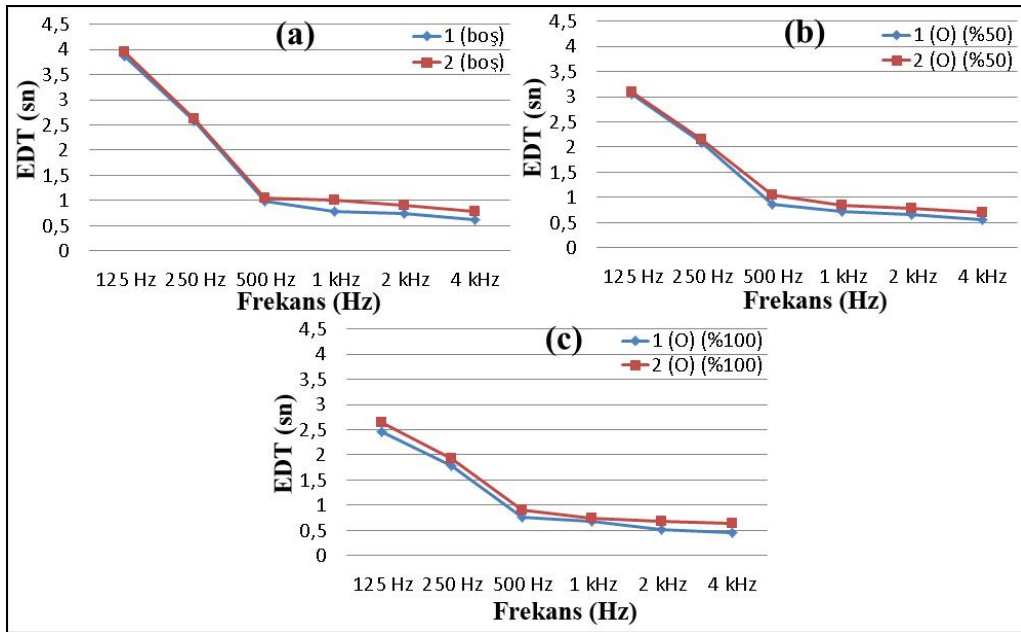 (a)
1 (boş)
2 (boş)
EDT (sn)
4,5
4
3,5
3
2,5
2
1,5
1
0,5
0
125 Hz 250 Hz 500 Hz 1 kHz 2 kHz 4 kHz
Frekans (Hz)
(b)
1 (O) (%50)
2 (O) (%50)
EDT (sn)
4,5
4
3,5
3
2,5
2
1,5
1
0,5
0
125 Hz 250 Hz 500 Hz 1 kHz 2 kHz 4 kHz
Frekans (Hz)
(c)
1 (O) (%100)
2 (O) (%100)
EDT (sn)
4,5
4
3,5
3
2,5
2
1,5
1
0,5
0
125 Hz 250 Hz 500 Hz 1 kHz 2 kHz 4 kHz
Frekans (Hz)